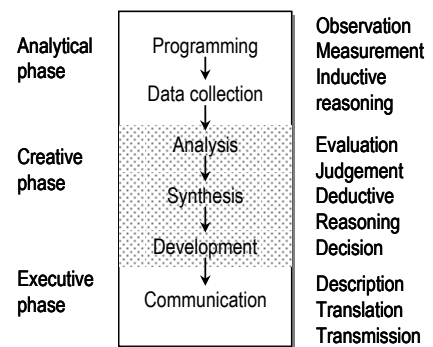 Analytical
phase
Creative
phase
Executive
phase
Programming
Data collection
Analysis
Synthesis
Development
Communication
Observation
Measurement
Inductive
reasoning
Evaluation
Judgement
Deductive
Reasoning
Decision
Description
Translation
Transmission